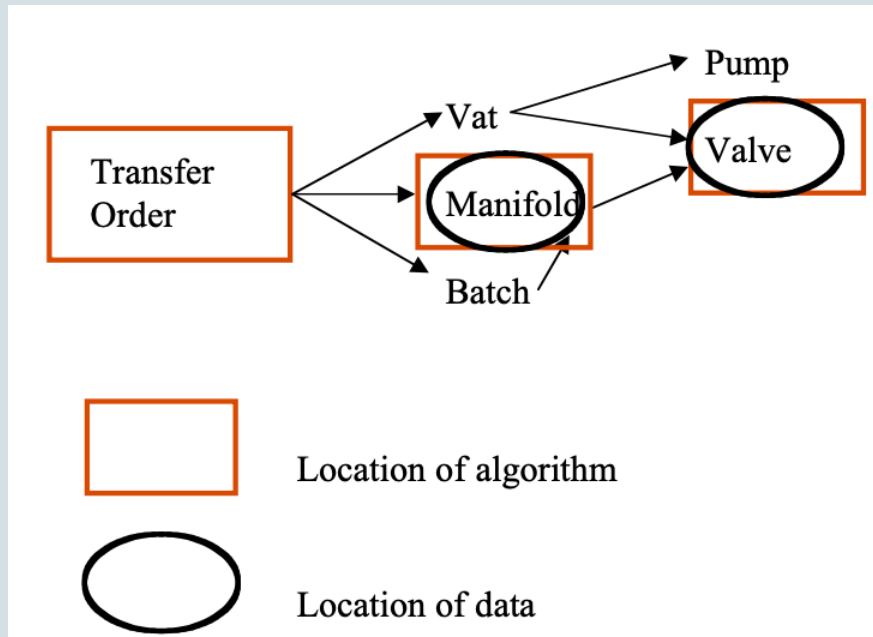 Pump
Vat
Valve
Transfer
Order
Manifold
Batch
Location of algorithm
Location of data